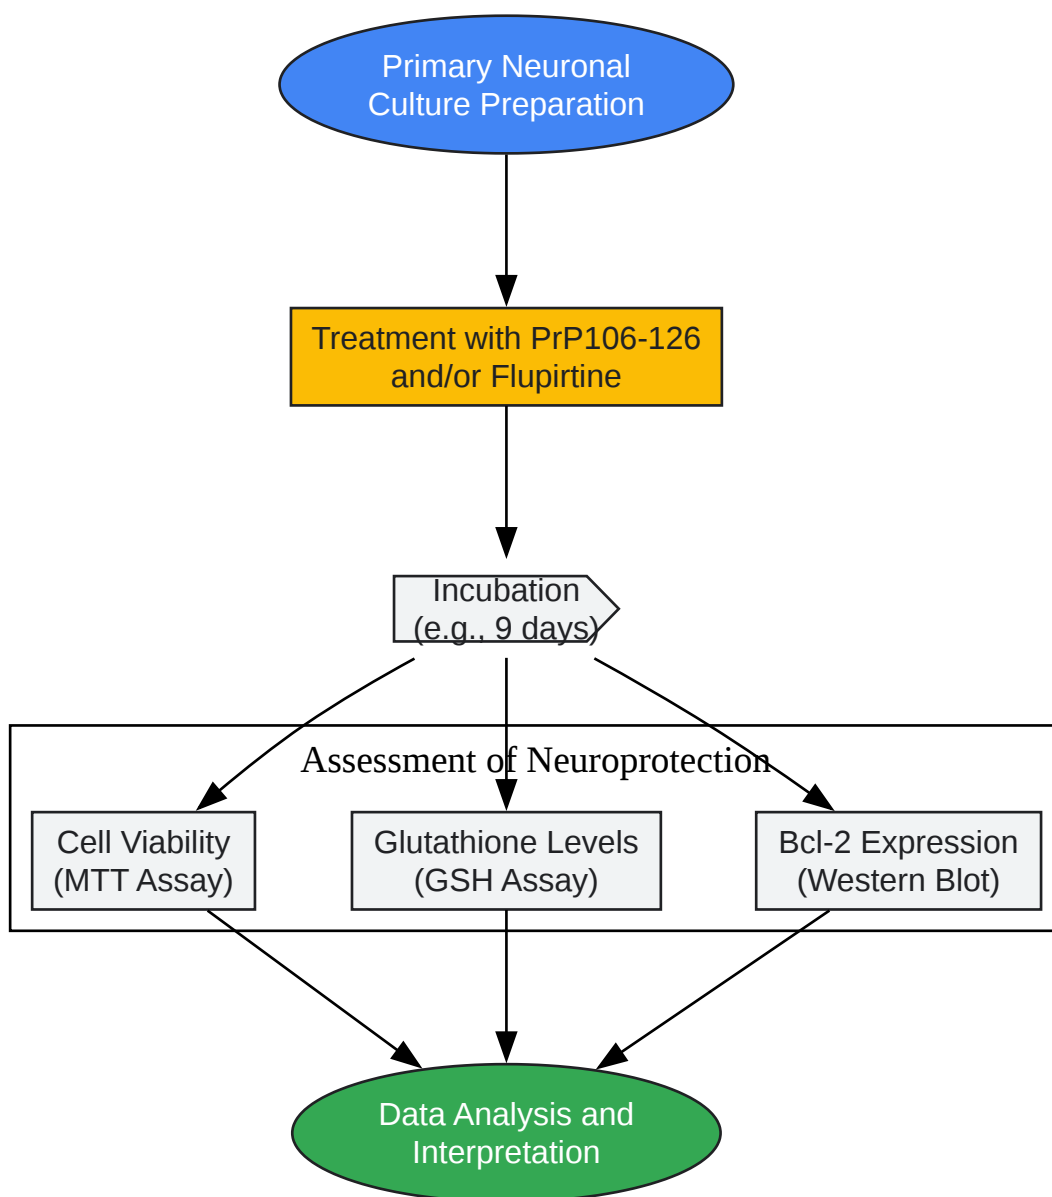 Primary Neuronal
Culture Preparation
Treatment with PrP106-126
and/or Flupirtine
Incubation
(e.g., 9 days)
Assessment of Neuroprotection
Cell Viability
(MTT Assay)
Glutathione Levels
(GSH Assay)
Bcl-2 Expression
(Western Blot)
Data Analysis and
Interpretation